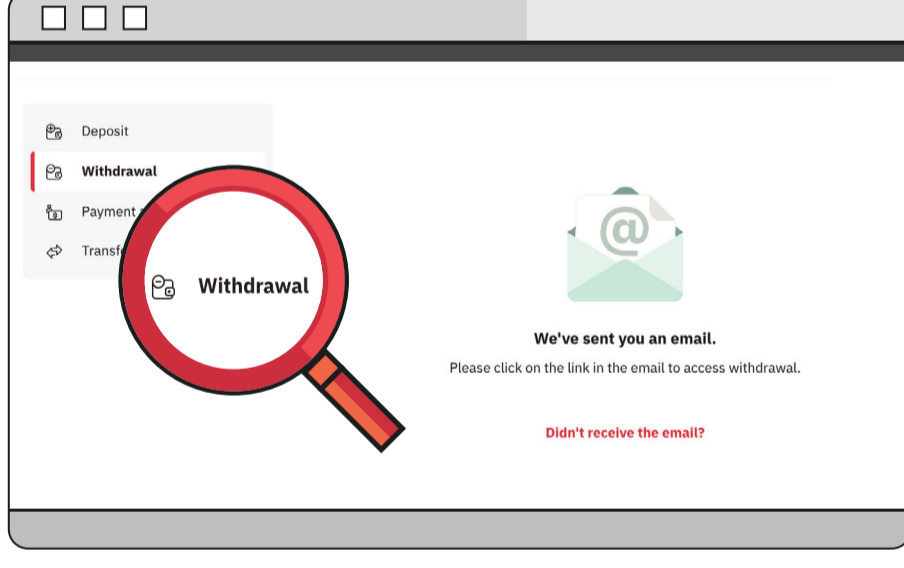 Deposit
Withdrawal
Payment
Transf
Withdrawal
@
We've sent you an email.
Please click on the link in the email to access withdrawal.
Didn't receive the email?